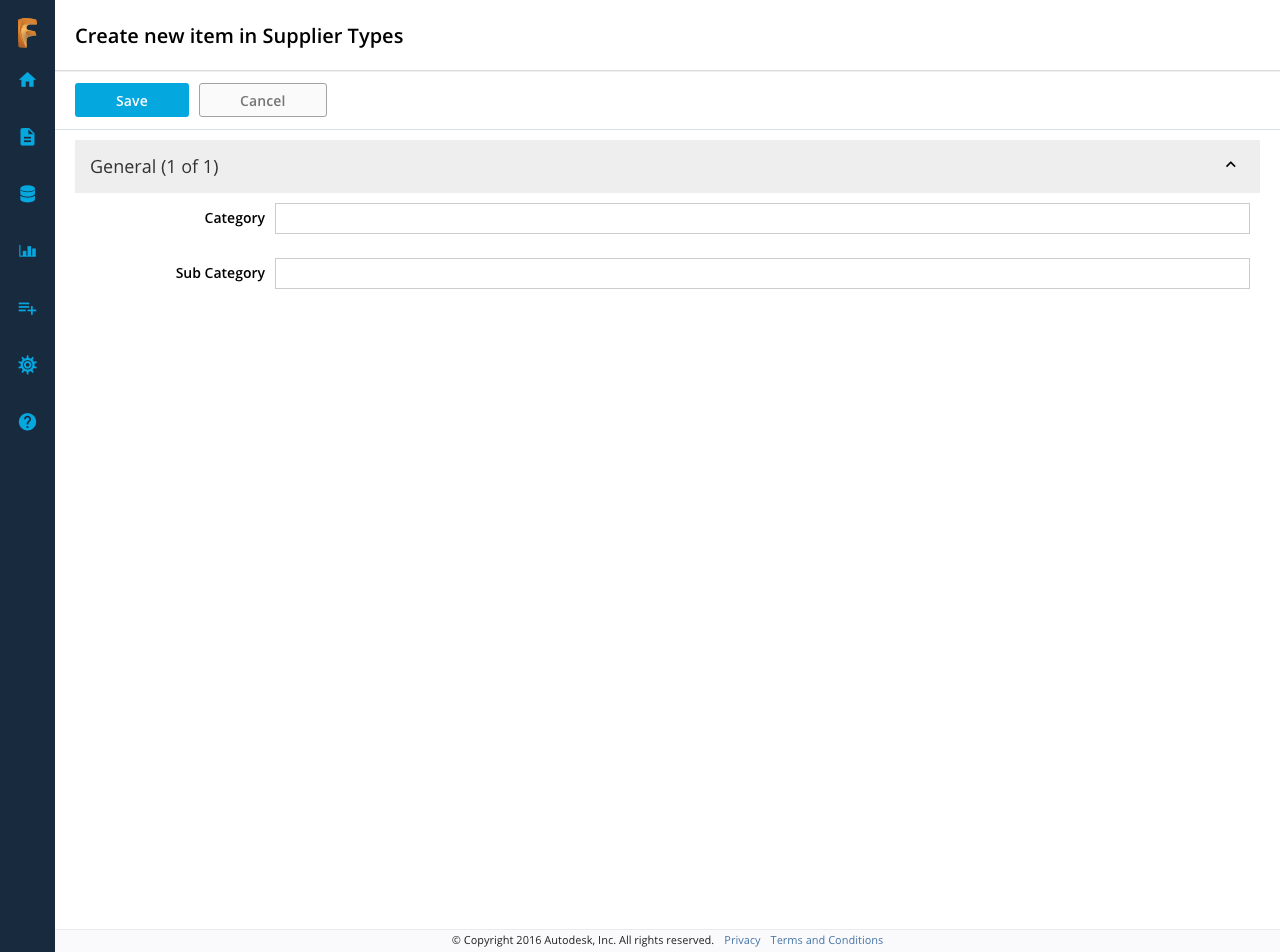 Create new item in Supplier Types
Save
Cancel
General (1 of 1)
Category
Sub Category
© Copyright 2016 Autodesk, Inc. All rights reserved. Privacy Terms and Conditions